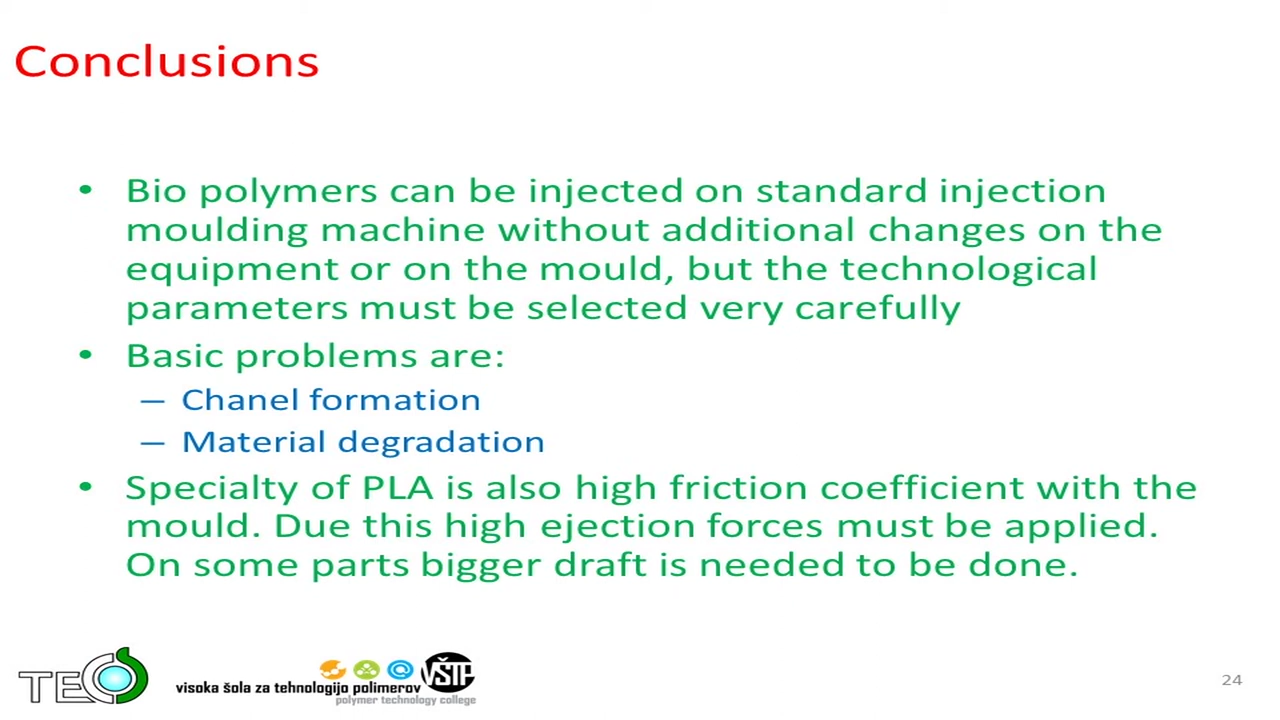 Conclusions
• Bio polymers can be injected on standard injection
moulding machine without additional changes on the
equipment or on the mould, but the technological
parameters must be selected very carefully
• Basic problems are:
– Chanel formation
– Material degradation
• Specialty of PLA is also high friction coefficient with the
mould. Due this high ejection forces must be applied.
On some parts bigger draft is needed to be done.
TECOS
visoka šola za tehnologijo polimerov
VŠTP
polymer technology college
24